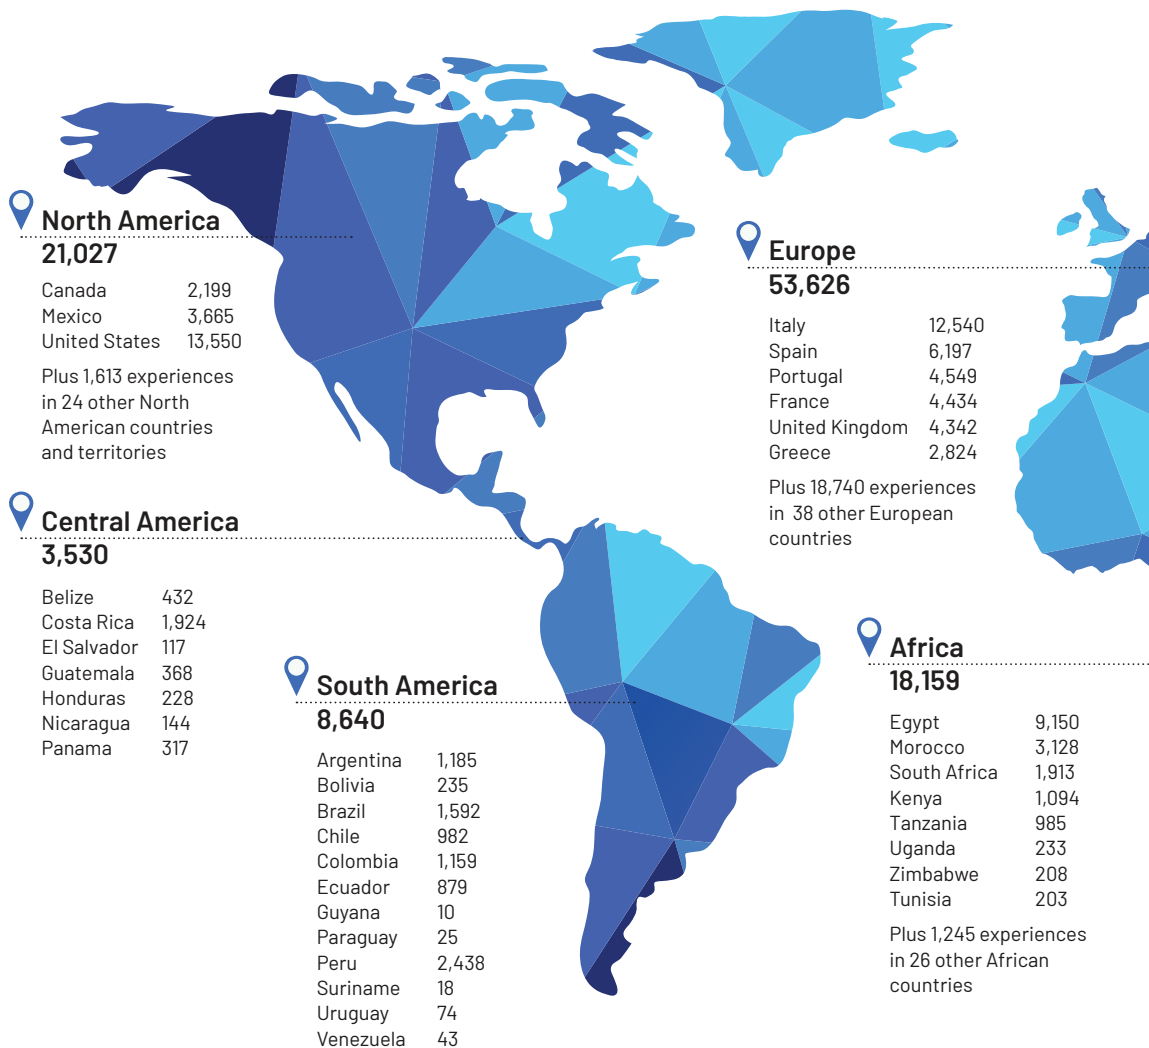 North America
21,027
Canada 2,199
Mexico 3,665
United States 13,550
Plus 1,613 experiences
in 24 other North
American countries
and territories
Central America
3,530
Belize 432
Costa Rica 1,924
El Salvador 117
Guatemala 368
Honduras 228
Nicaragua 144
Panama 317
South America
8,640
Argentina 1,185
Bolivia 235
Brazil 1,592
Chile 982
Colombia 1,159
Ecuador 879
Guyana 10
Paraguay 25
Peru 2,438
Suriname 18
Uruguay 74
Venezuela 43
Europe
53,626
Italy 12,540
Spain 6,197
Portugal 4,549
France 4,434
United Kingdom 4,342
Greece 2,824
Plus 18,740 experiences
in 38 other European
countries
Africa
18,159
Egypt 9,150
Morocco 3,128
South Africa 1,913
Kenya 1,094
Tanzania 985
Uganda 233
Zimbabwe 208
Tunisia 203
Plus 1,245 experiences
in 26 other African
countries